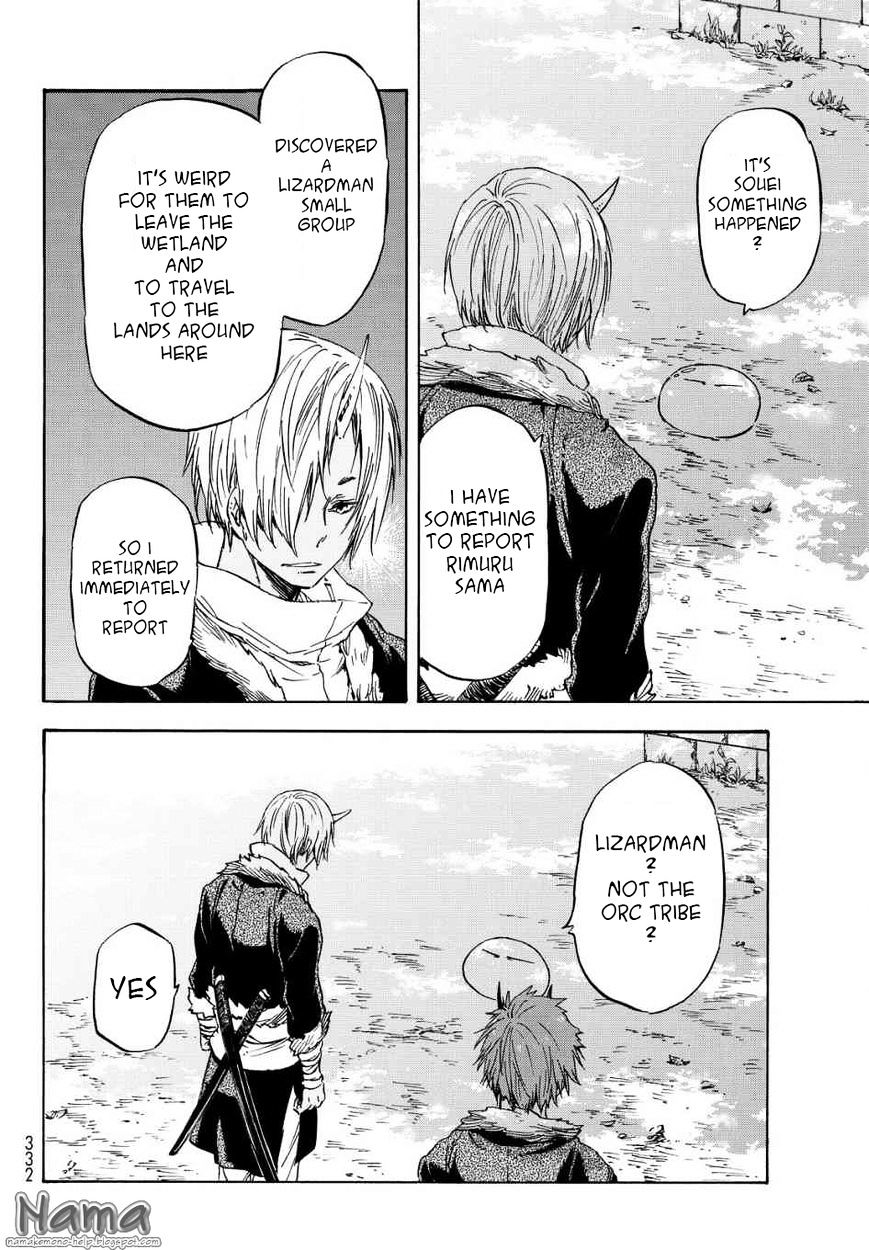 IT'S
SOUEI
SOMETHING
HAPPENED
?
I HAVE
SOMETHING
TO REPORT
RIMURU
SAMA
DISCOVERED
A
LIZARDMAN
SMALL
GROUP
IT'S WEIRD
FOR THEM TO
LEAVE THE
WETLAND
AND
TO TRAVEL
TO THE
LANDS AROUND
HERE
SO I
RETURNED
IMMEDIATELY
TO
REPORT
LIZARDMAN
?
NOT THE
ORC TRIBE
?
YES
332
Nama
namakemono-help.blogspot.com